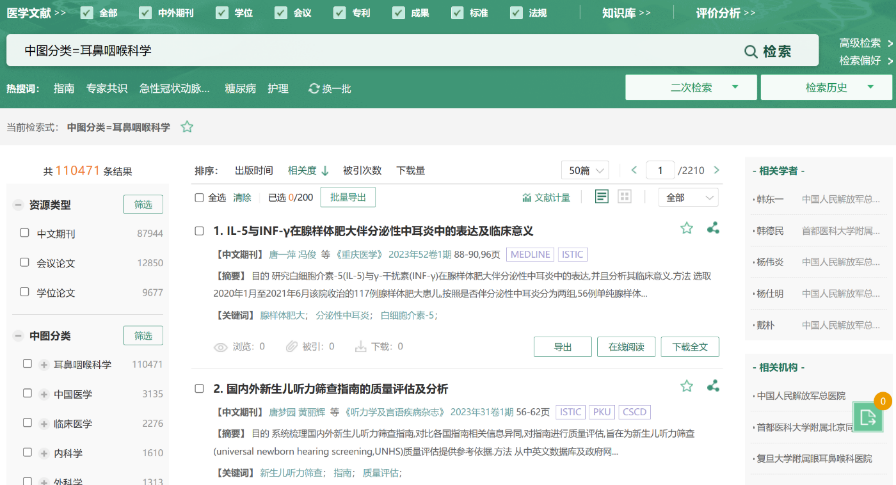 医学文献 >> 全部 中外期刊 学位 会议 专利 成果 标准 法规 知识库 >> 评价分析 >>
中图分类=耳鼻咽喉科学 检索 高级检索 >
检索偏好 >
热搜词： 指南 专家共识 急性冠状动脉... 糖尿病 护理 换一批 二次检索 检索历史
当前检索式： 中图分类=耳鼻咽喉科学
共 110471 条结果
资源类型 筛选
中文期刊 87944
会议论文 12850
学位论文 9677
中图分类 筛选
耳鼻咽喉科学 110471
中国医学 3135
临床医学 2276
内科学 1610
外科学 1313
排序： 出版时间 相关度 ↓ 被引次数 下载量 50篇 < 1 /2210 >
全选 清除 已选 0/200 批量导出 文献计量 全部
1. IL-5与INF-γ在腺样体肥大伴分泌性中耳炎中的表达及临床意义
【中文期刊】 唐一萍 冯俊 等 《重庆医学》 2023年52卷1期 88-90,96页 MEDLINE ISTIC
【摘要】 目的 研究白细胞介素-5(IL-5)与γ-干扰素(INF-γ)在腺样体肥大伴分泌性中耳炎中的表达,并且分析其临床意义.方法 选取
2020年1月至2021年6月该院收治的117例腺样体肥大患儿,按照是否伴分泌性中耳炎分为两组,56例单纯腺样体...
【关键词】 腺样体肥大； 分泌性中耳炎； 白细胞介素-5；
浏览：0 被引：0 下载：0 导出 在线阅读 下载全文
2. 国内外新生儿听力筛查指南的质量评估及分析
【中文期刊】 唐梦园 黄丽辉 等 《听力学及言语疾病杂志》 2023年31卷1期 56-62页 ISTIC PKU CSCD
【摘要】 目的 系统梳理国内外新生儿听力筛查指南,对比各国指南相关信息异同,对指南进行质量评估,旨在为新生儿听力筛查
(universal newborn hearing screening,UNHS)质量评估提供参考依据.方法 从中英文数据库及政府网...
【关键词】 新生儿听力筛查； 指南； 质量评估；
- 相关学者 -
韩东一 中国人民解放军总...
韩德民 首都医科大学附属...
杨伟炎 中国人民解放军总...
杨仕明 中国人民解放军总...
戴朴 中国人民解放军总...
- 相关机构 -
中国人民解放军总医院
0
首都医科大学附属北京同
复旦大学附属眼耳鼻喉科医院